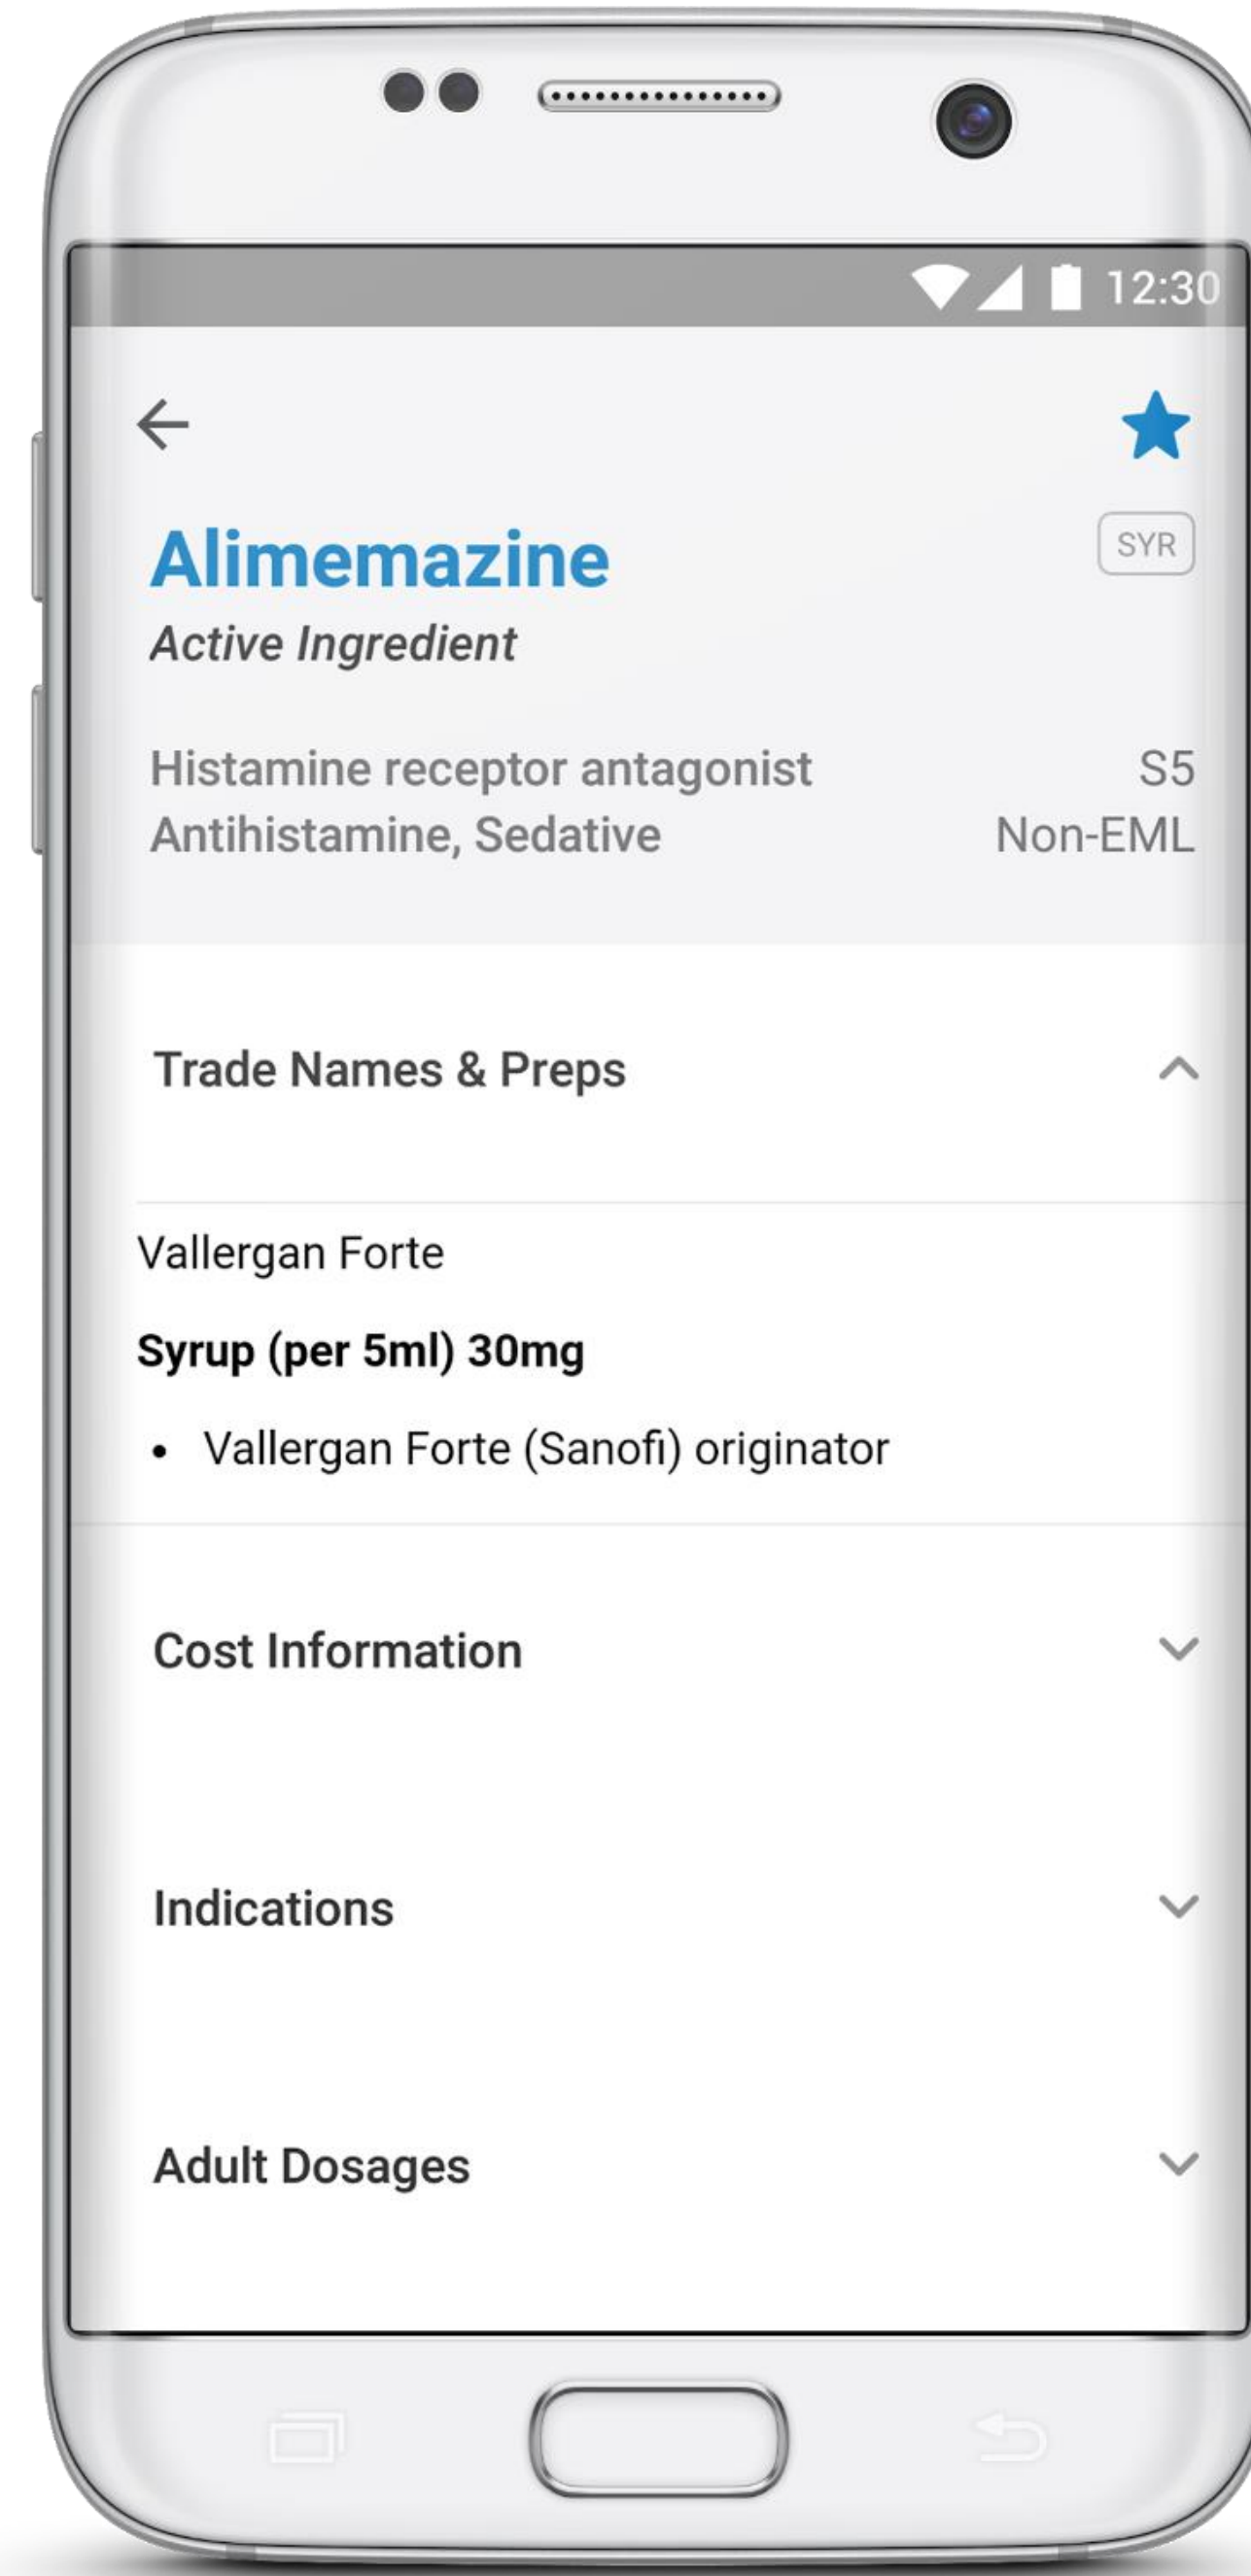 12:30
Alimemazine
SYR
Active Ingredient
Histamine receptor antagonist S5
Antihistamine, Sedative Non-EML
Trade Names & Preps
Vallergan Forte
Syrup (per 5ml) 30mg
• Vallergan Forte (Sanofi) originator
Cost Information
Indications
Adult Dosages